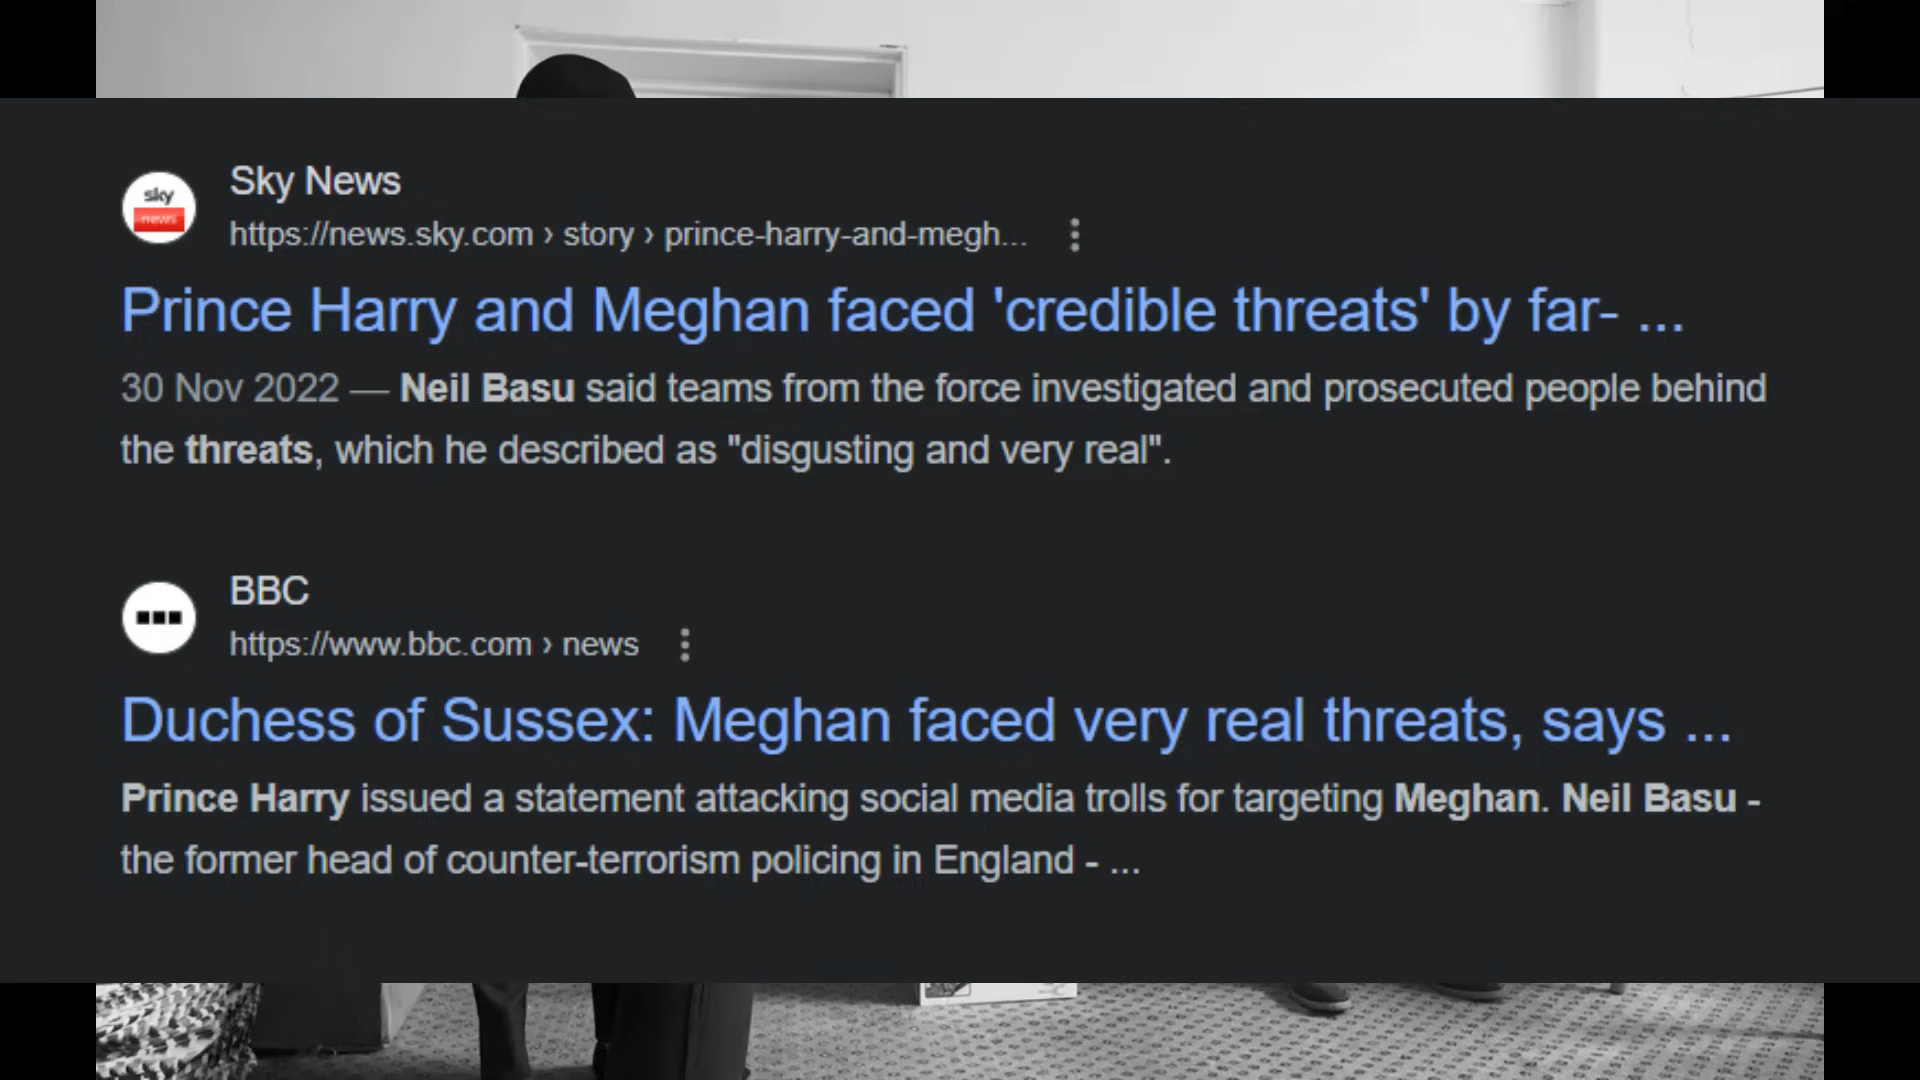 sky
news
Sky News
https://news.sky.com › story › prince-harry-and-megh...
Prince Harry and Meghan faced 'credible threats' by far- ...
30 Nov 2022 — Neil Basu said teams from the force investigated and prosecuted people behind
the threats, which he described as "disgusting and very real".
BBC
https://www.bbc.com › news
Duchess of Sussex: Meghan faced very real threats, says ...
Prince Harry issued a statement attacking social media trolls for targeting Meghan. Neil Basu -
the former head of counter-terrorism policing in England - ...